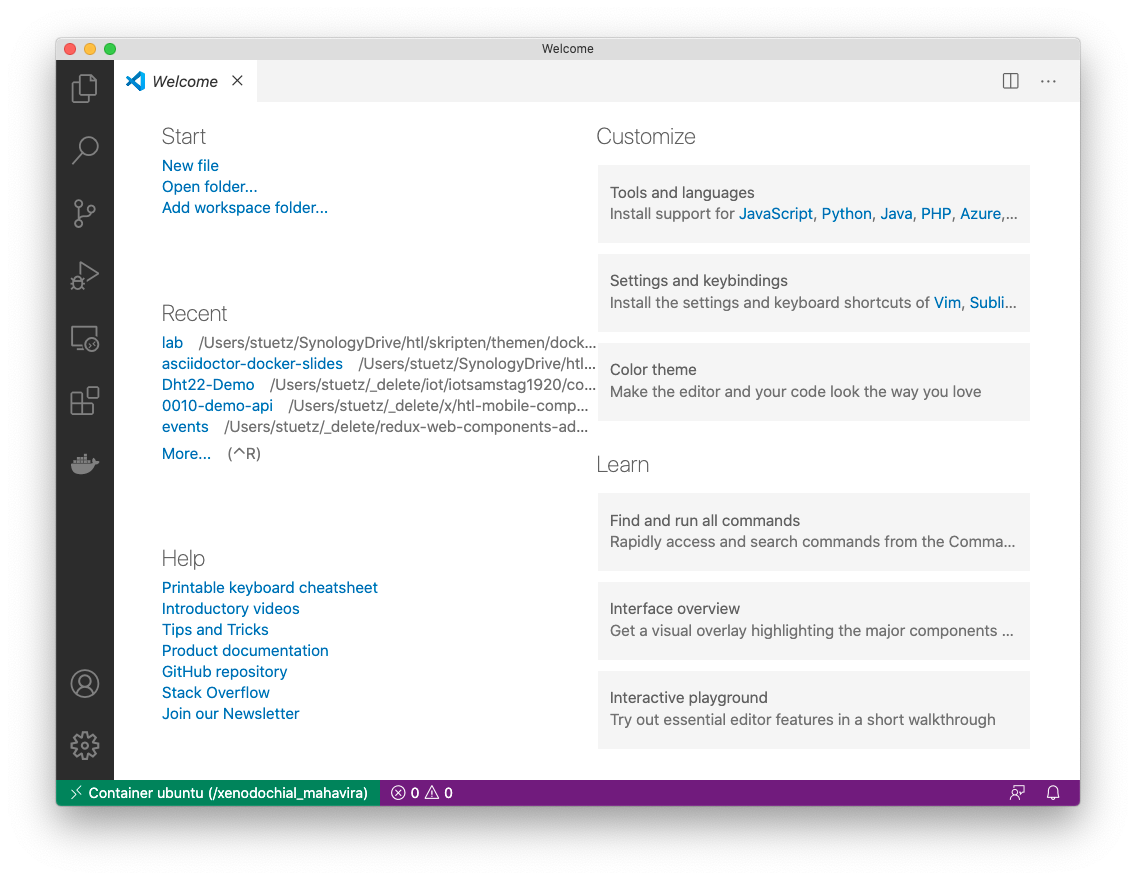 Welcome
Welcome
Start
New file
Open folder...
Add workspace folder...
Recent
lab /Users/stuetz/SynologyDrive/htl/skripten/themen/dock...
asciidoctor-docker-slides /Users/stuetz/SynologyDrive/htl...
Dht22-Demo /Users/stuetz/_delete/iot/iotsamstag1920/co...
0010-demo-api /Users/stuetz/_delete/x/htl-mobile-comp...
events /Users/stuetz/_delete/redux-web-components-ad...
More... (^R)
Help
Printable keyboard cheatsheet
Introductory videos
Tips and Tricks
Product documentation
GitHub repository
Stack Overflow
Join our Newsletter
Customize
Tools and languages
Install support for JavaScript, Python, Java, PHP, Azure,...
Settings and keybindings
Install the settings and keyboard shortcuts of Vim, Subli...
Color theme
Make the editor and your code look the way you love
Learn
Find and run all commands
Rapidly access and search commands from the Comma...
Interface overview
Get a visual overlay highlighting the major components ...
Interactive playground
Try out essential editor features in a short walkthrough
Container ubuntu (/xenodochial_mahavira) 0 0